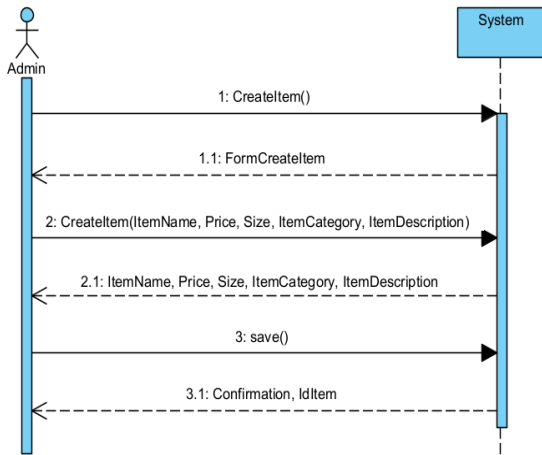 System
Admin
1: CreateItem()
1.1: FormCreateItem
2: CreateItem(ItemName, Price, Size, ItemCategory, ItemDescription)
2.1: ItemName, Price, Size, ItemCategory, ItemDescription
3: save()
3.1: Confirmation, IdItem